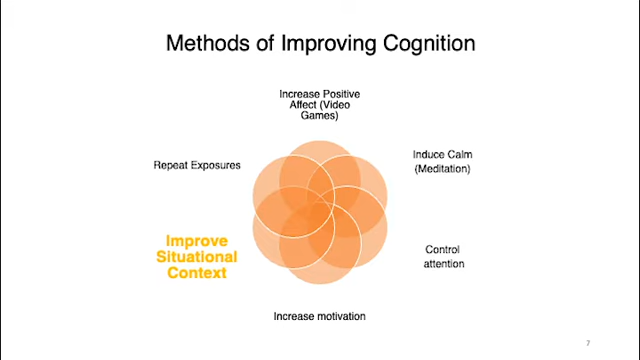 Methods of Improving Cognition
Increase Positive
Affect (Video
Games)
Induce Calm
(Meditation)
Control
attention
Increase motivation
Improve
Situational
Context
Repeat Exposures
7